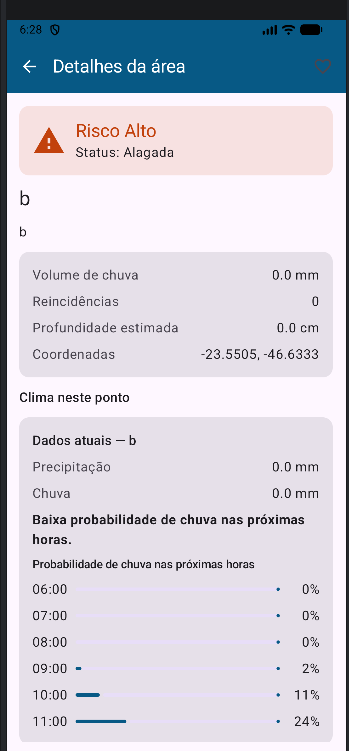 6:28
Detalhes da área
Risco Alto
Status: Alagada
b
b
Volume de chuva 0.0 mm
Reincidências 0
Profundidade estimada 0.0 cm
Coordenadas -23.5505, -46.6333
Clima neste ponto
Dados atuais — b
Precipitação 0.0 mm
Chuva 0.0 mm
Baixa probabilidade de chuva nas próximas
horas.
Probabilidade de chuva nas próximas horas
06:00 0%
07:00 0%
08:00 0%
09:00 2%
10:00 11%
11:00 24%